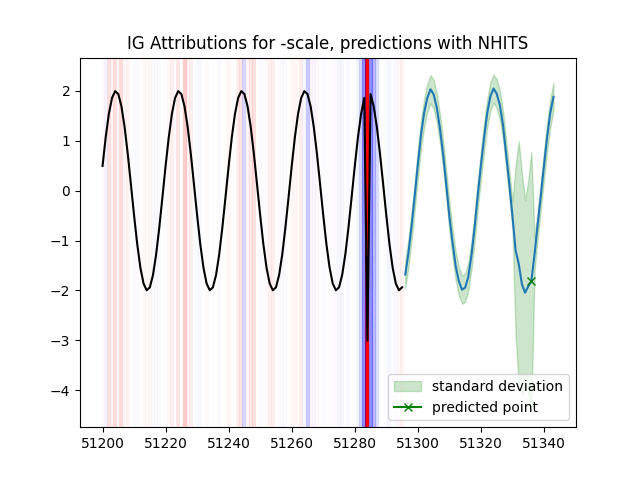 IG Attributions for -scale, predictions with NHITS
2
1
0
−1
−2
−3
−4
standard deviation
predicted point
51200 51220 51240 51260 51280 51300 51320 51340